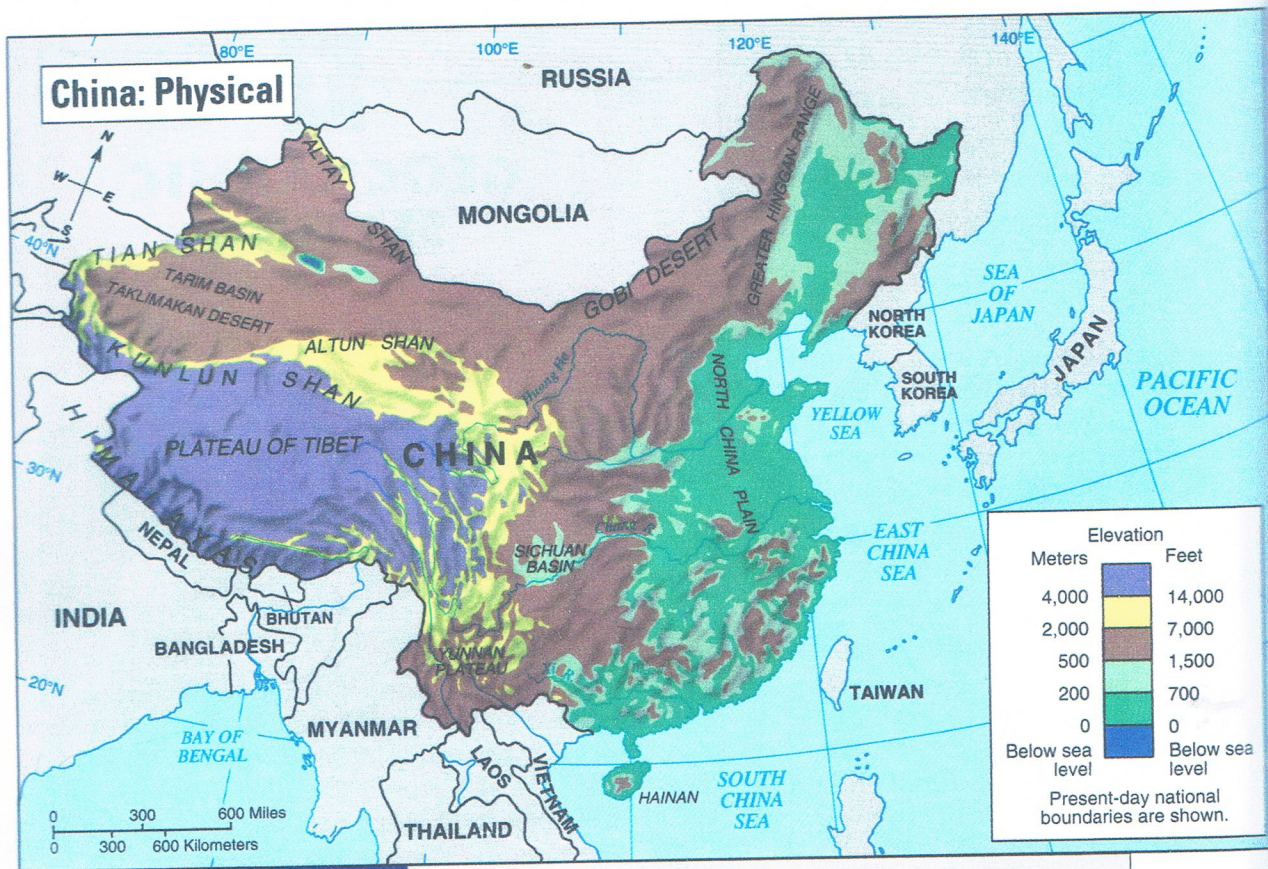 80°E
100°E
120°E
140°E
China: Physical
RUSSIA
N
W
E
S
ALTAY
SHAN
MONGOLIA
GREATER HINGGAN RANGE
40°N
TIAN SHAN
TARIM BASIN
TAKLIMAKAN DESERT
GOBI DESERT
SEA
OF
JAPAN
NORTH
KOREA
SOUTH
KOREA
JAPAN
PACIFIC
OCEAN
KUNLUN
SHAN
ALTUN SHAN
Huang He
NORTH
CHINA
PLAIN
YELLOW
SEA
HIMALAYAS
PLATEAU OF TIBET
CHINA
30°N
NEPAL
Chang J.
SICHUAN
BASIN
EAST
CHINA
SEA
INDIA
BHUTAN
BANGLADESH
YUNNAN
PLATEAU
Xi R.
20°N
TAIWAN
MYANMAR
BAY OF
BENGAL
LAOS
VIETNAM
HAINAN
SOUTH
CHINA
SEA
THAILAND
0 300 600 Miles
0 300 600 Kilometers
Elevation
Meters Feet
4,000 14,000
2,000 7,000
500 1,500
200 700
0 0
Below sea Below sea
level level
Present-day national
boundaries are shown.